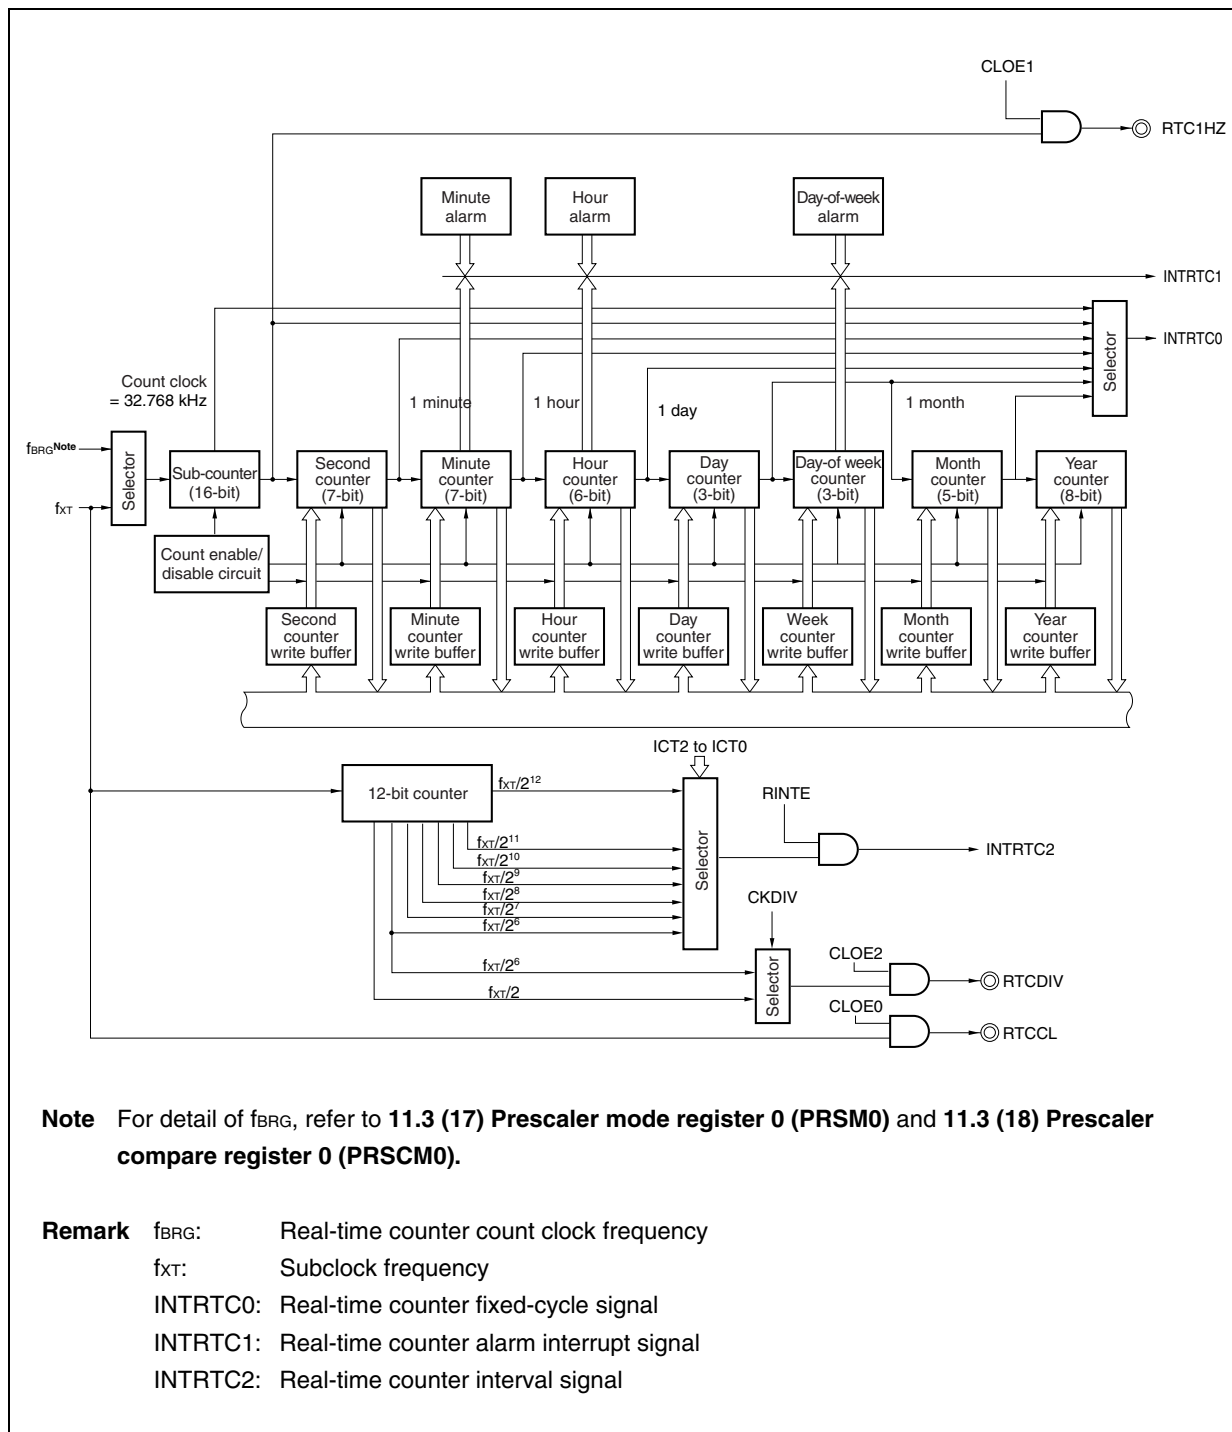 CLOE1
RTC1HZ
Minute
alarm
Hour
alarm
Day-of-week
alarm
INTRTC1
INTRTC0
Selector
Count clock
= 32.768 kHz
1 minute
1 hour
1 day
1 month
fBRGNote
fXT
Selector
Sub-counter
(16-bit)
Second
counter
(7-bit)
Minute
counter
(7-bit)
Hour
counter
(6-bit)
Day
counter
(3-bit)
Day-of week
counter
(3-bit)
Month
counter
(5-bit)
Year
counter
(8-bit)
Count enable/
disable circuit
Second
counter
write buffer
Minute
counter
write buffer
Hour
counter
write buffer
Day
counter
write buffer
Week
counter
write buffer
Month
counter
write buffer
Year
counter
write buffer
ICT2 to ICT0
12-bit counter
fXT/2¹²
fXT/2¹¹
fXT/2¹⁰
fXT/2⁹
fXT/2⁸
fXT/2⁷
fXT/2⁶
Selector
RINTE
INTRTC2
CKDIV
fXT/2⁶
fXT/2
Selector
CLOE2
RTCDIV
CLOE0
RTCCL
Note For detail of fBRG, refer to 11.3 (17) Prescaler mode register 0 (PRSM0) and 11.3 (18) Prescaler
compare register 0 (PRSCM0).
Remark fBRG: Real-time counter count clock frequency
fXT: Subclock frequency
INTRTC0: Real-time counter fixed-cycle signal
INTRTC1: Real-time counter alarm interrupt signal
INTRTC2: Real-time counter interval signal